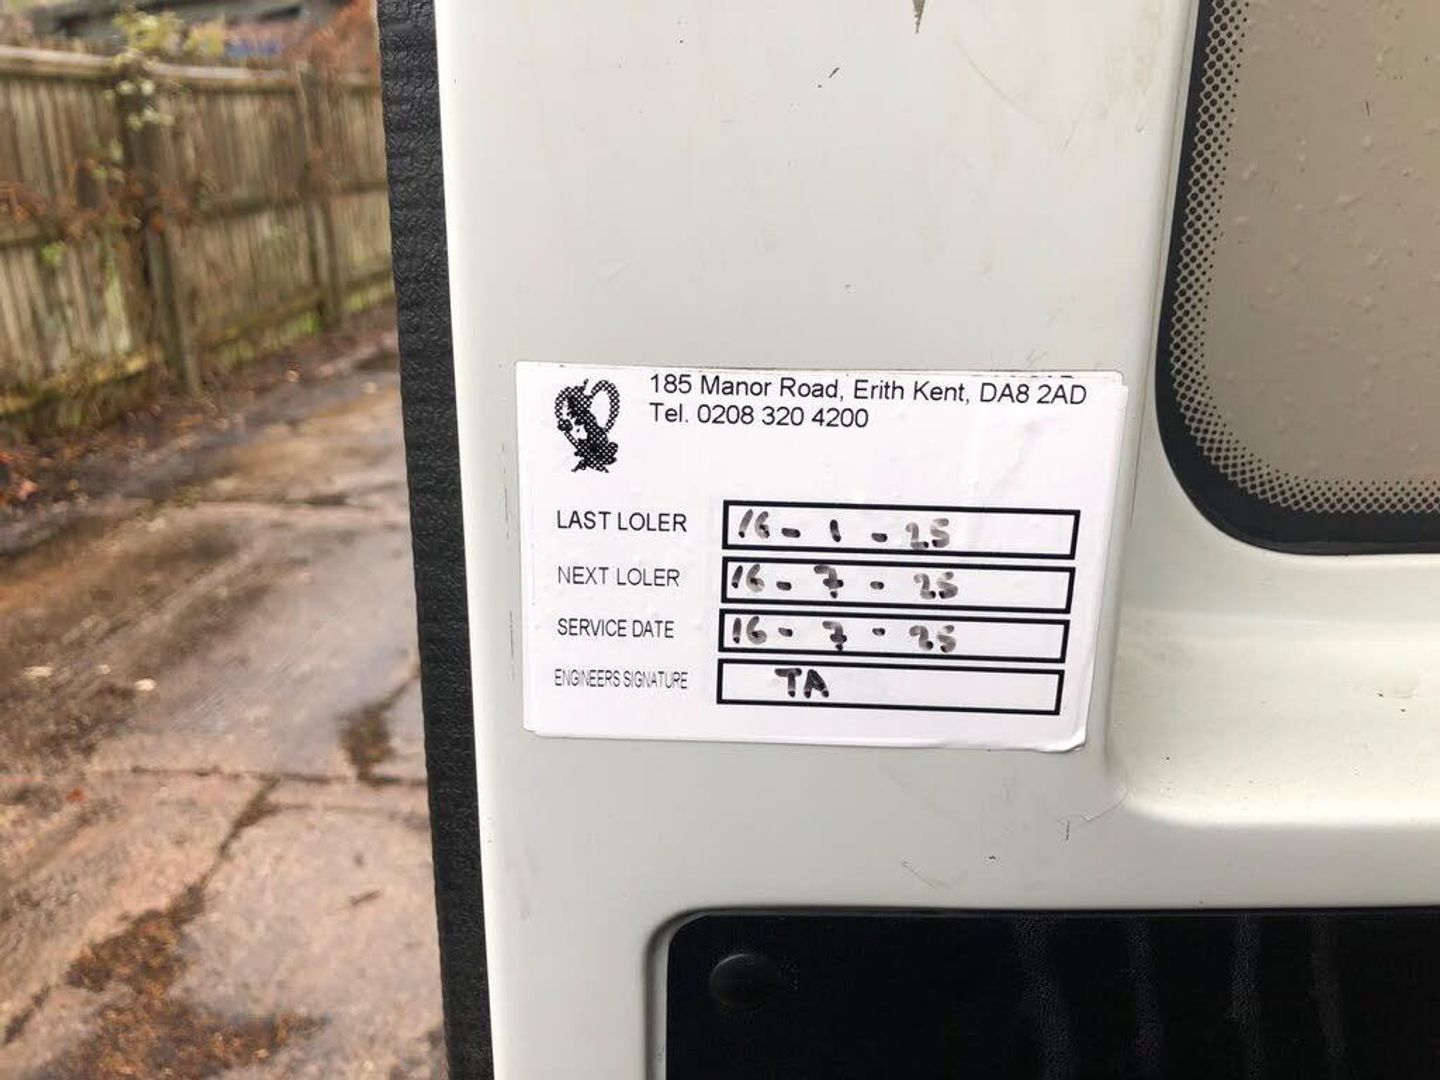 185 Manor Road, Erith Kent, DA8 2AD
Tel. 0208 320 4200
LAST LOLER 16-1-25
NEXT LOLER 16-7-25
SERVICE DATE 16-7-25
ENGINEERS SIGNATURE TA